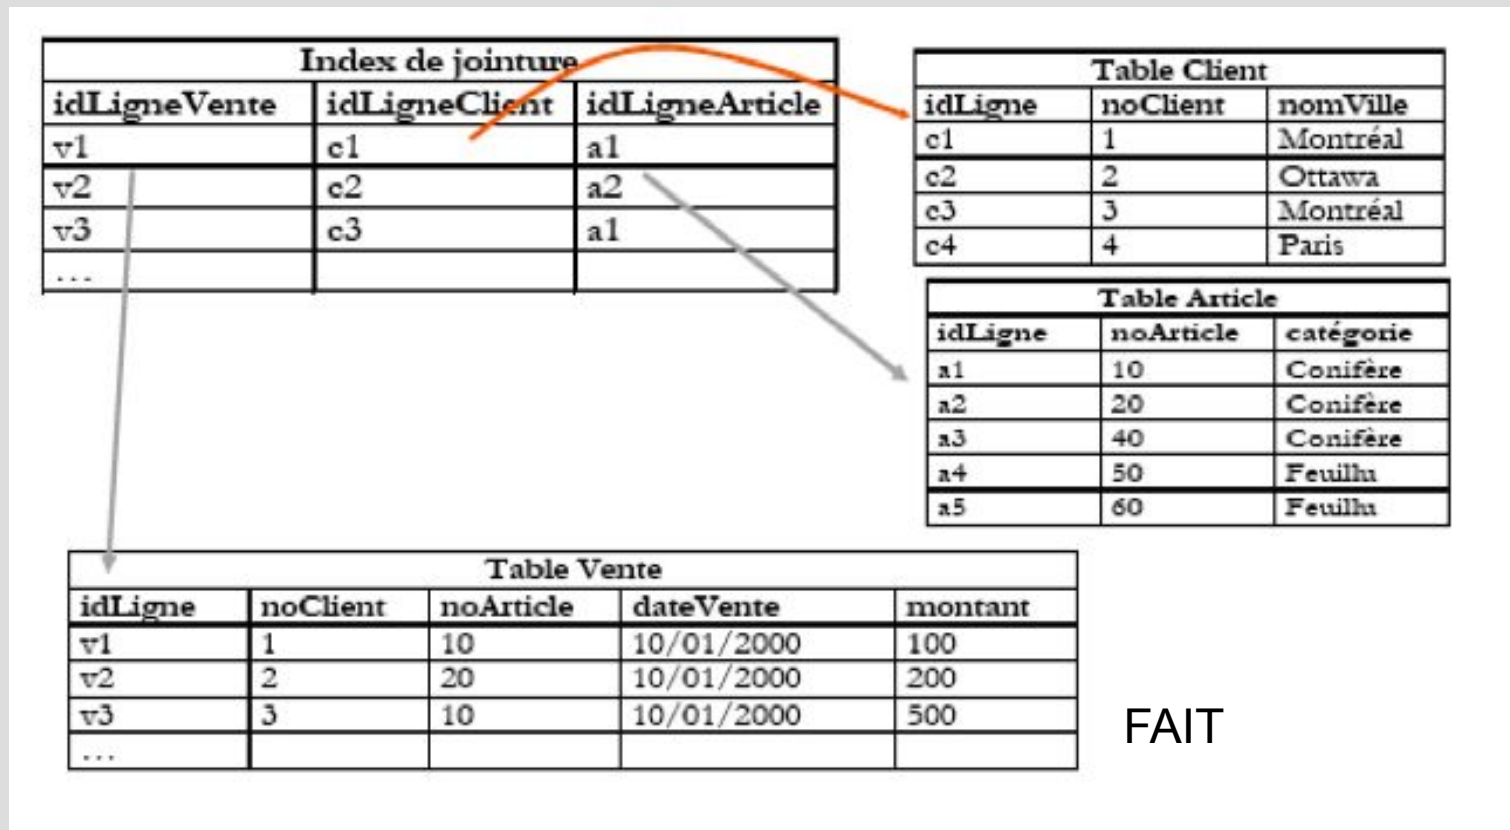 Index de jointure
idLigneVente idLigneClient idLigneArticle
v1 c1 a1
v2 c2 a2
v3 c3 a1
...
Table Client
idLigne noClient nomVille
c1 1 Montréal
c2 2 Ottawa
c3 3 Montréal
c4 4 Paris
Table Article
idLigne noArticle catégorie
a1 10 Conifère
a2 20 Conifère
a3 40 Conifère
a4 50 Feuillu
a5 60 Feuillu
Table Vente
idLigne noClient noArticle dateVente montant
v1 1 10 10/01/2000 100
v2 2 20 10/01/2000 200
v3 3 10 10/01/2000 500
...
FAIT